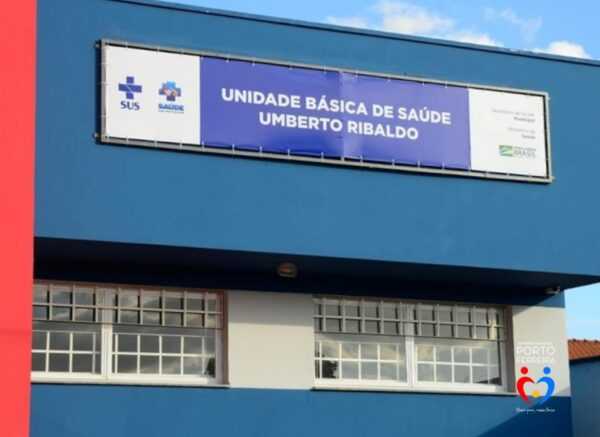 UNIDADE BÁSICA DE SAÚDE
UMBERTO RIBALDO
SUS
SAÚDE
BRASIL
PORTO
FERREIRA